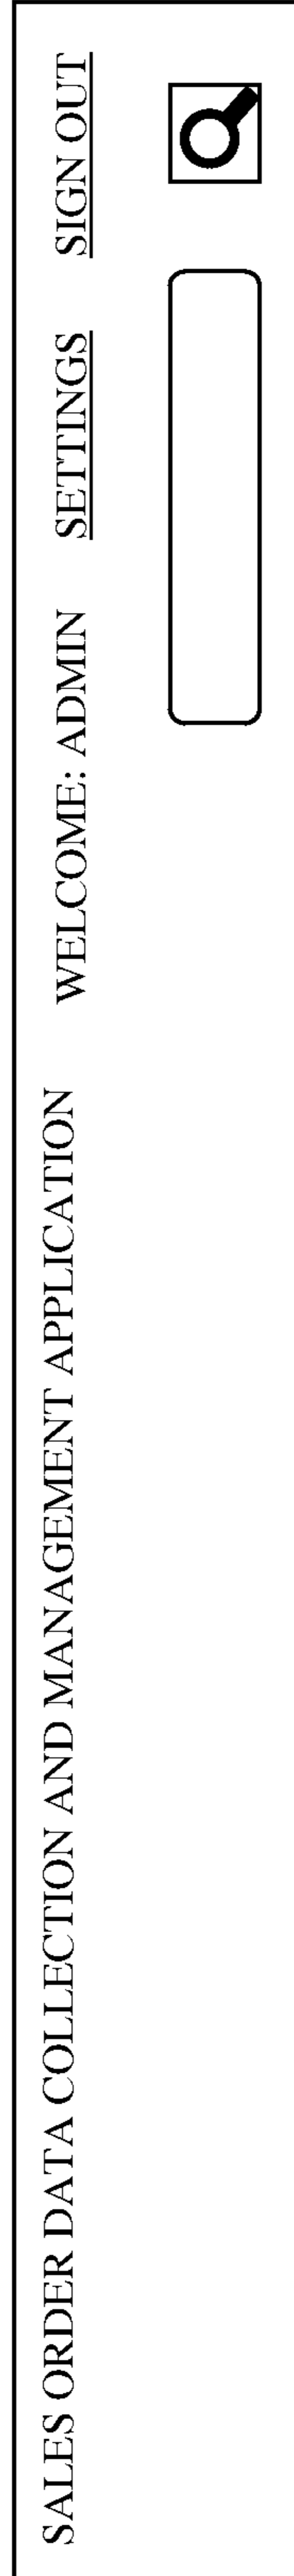 SALES ORDER DATA COLLECTION AND MANAGEMENT APPLICATION
WELCOME: ADMIN
SETTINGS
SIGN OUT